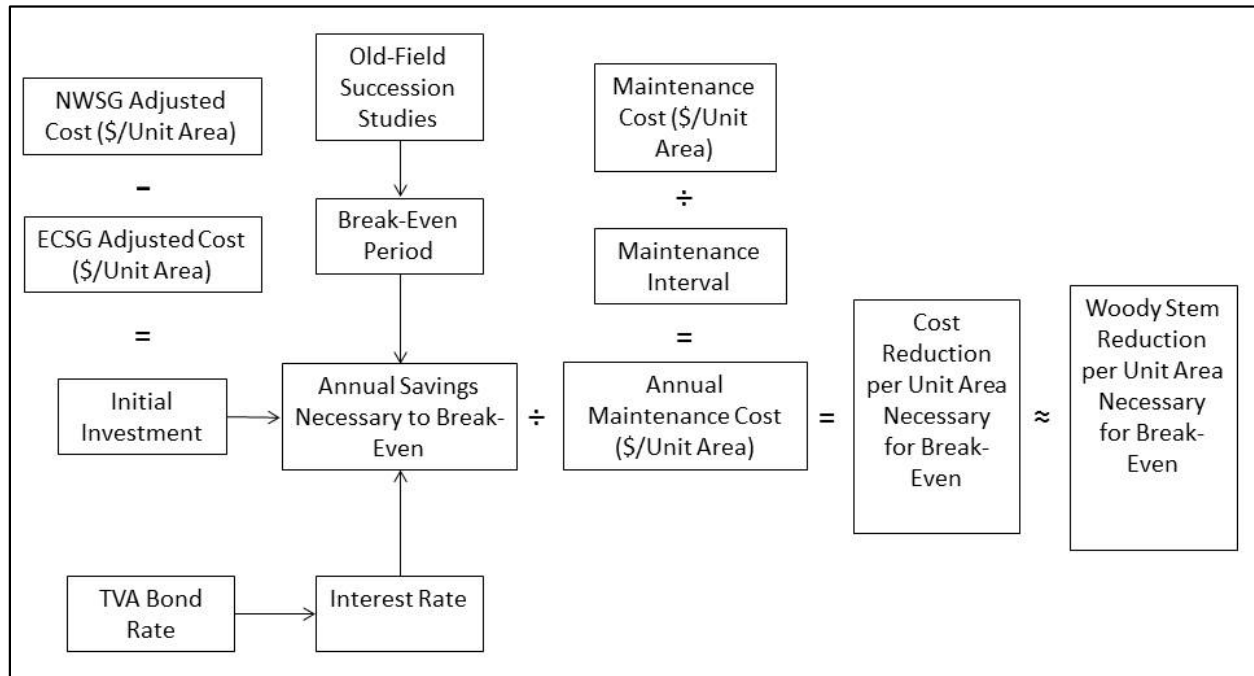 NWSG Adjusted
Cost ($/Unit Area)
–
ECSG Adjusted Cost
($/Unit Area)
=
Initial
Investment
Old-Field
Succession
Studies
Break-Even
Period
Annual Savings
Necessary to Break-
Even
TVA Bond
Rate
Interest Rate
÷
Maintenance
Cost ($/Unit
Area)
÷
Maintenance
Interval
=
Annual
Maintenance Cost
($/Unit Area)
=
Cost
Reduction
per Unit Area
Necessary
for Break-
Even
≈
Woody Stem
Reduction
per Unit Area
Necessary
for Break-
Even